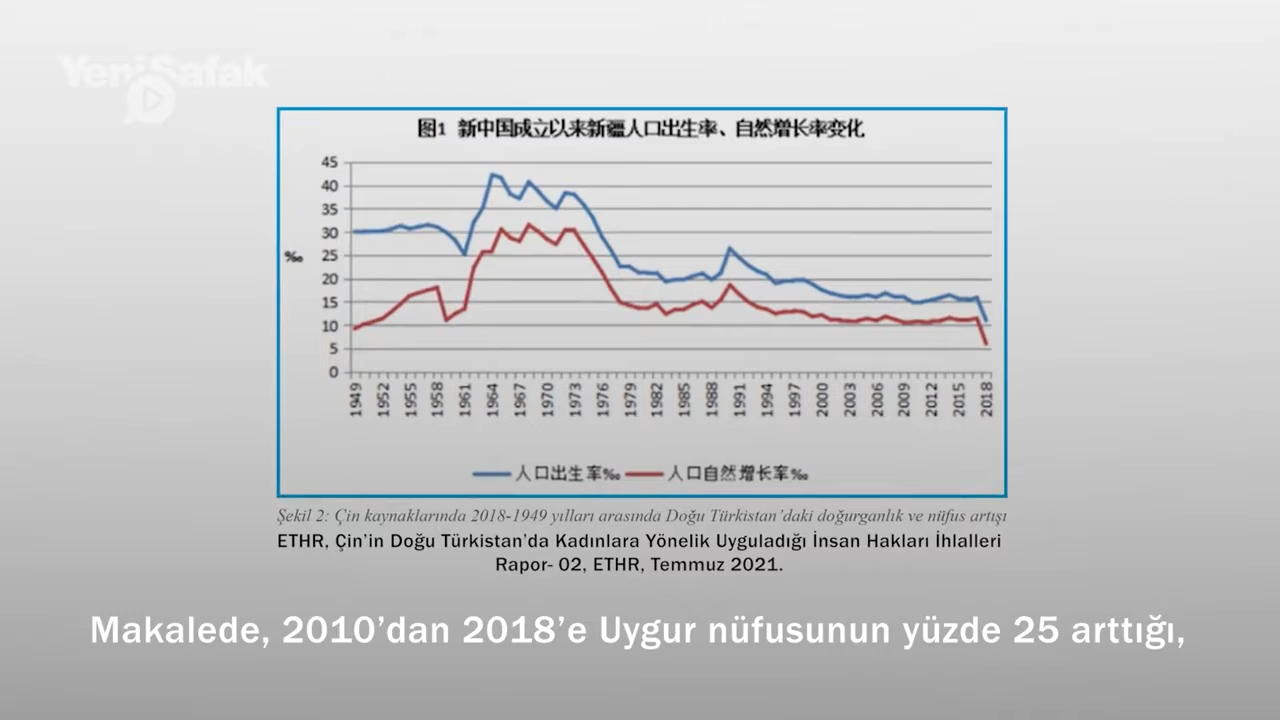 Yeni Şafak
图1 新中国成立以来新疆人口出生率、自然增长率变化
45
40
35
30
25
20
15
10
5
0
‰
1949 1952 1955 1958 1961 1964 1967 1970 1973 1976 1979 1982 1985 1988 1991 1994 1997 2000 2003 2006 2009 2012 2015 2018
人口出生率‰ 人口自然增长率‰
Şekil 2: Çin kaynaklarında 2018-1949 yılları arasında Doğu Türkistan'daki doğurganlık ve nüfus artışı
ETHR, Çin'in Doğu Türkistan'da Kadınlara Yönelik Uyguladığı İnsan Hakları İhlalleri
Rapor- 02, ETHR, Temmuz 2021.
Makalede, 2010’dan 2018’e Uygur nüfusunun yüzde 25 arttığı,